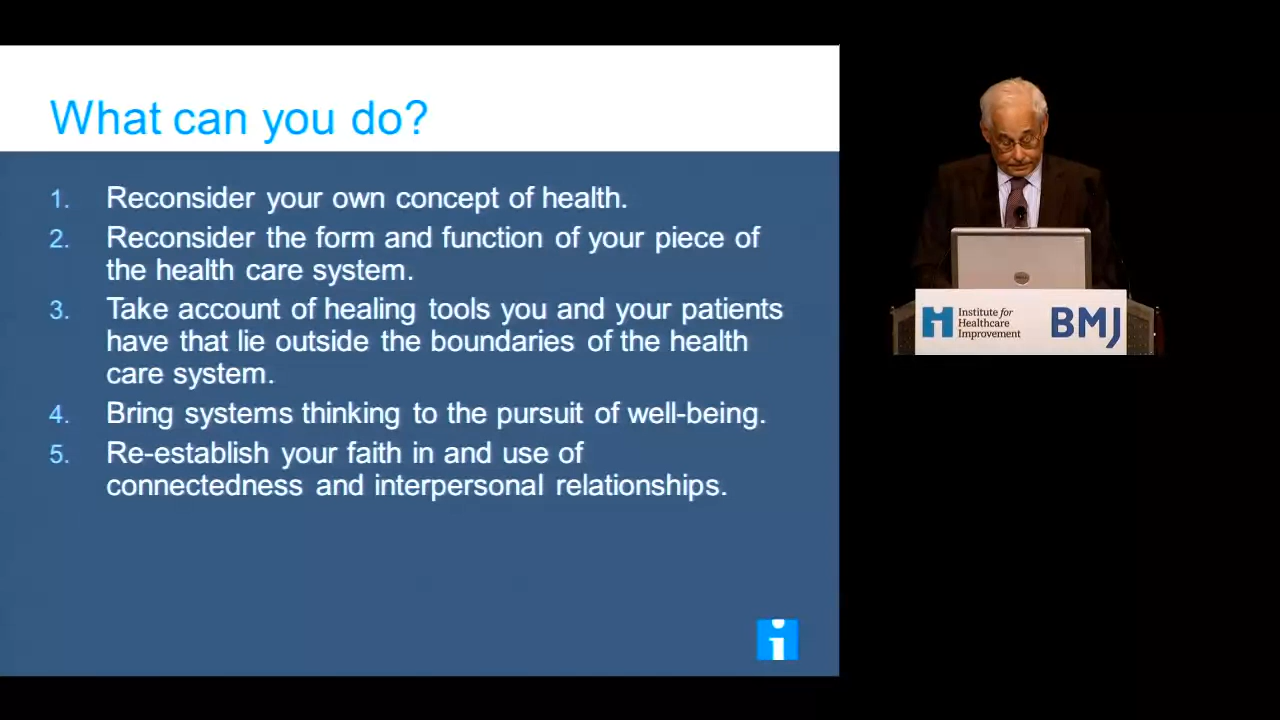 What can you do?
1. Reconsider your own concept of health.
2. Reconsider the form and function of your piece of
the health care system.
3. Take account of healing tools you and your patients
have that lie outside the boundaries of the health
care system.
4. Bring systems thinking to the pursuit of well-being.
5. Re-establish your faith in and use of
connectedness and interpersonal relationships.
i
Institute for
Healthcare
Improvement
BMJ